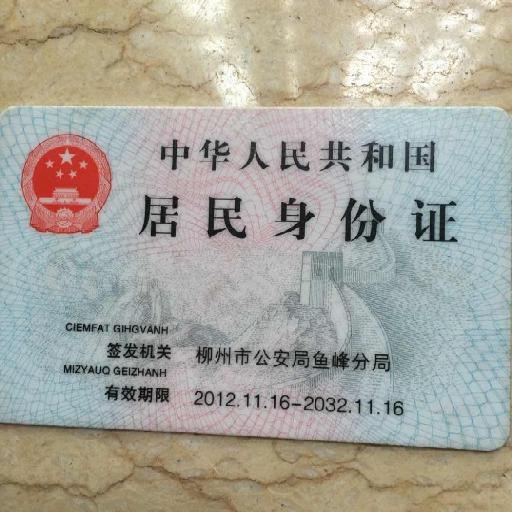 中华人民共和国
居民身份证
CIEMFAT GIHGVANH
签发机关 柳州市公安局鱼峰分局
MIZYAUQ GEIZHANH
有效期限 2012.11.16-2032.11.16